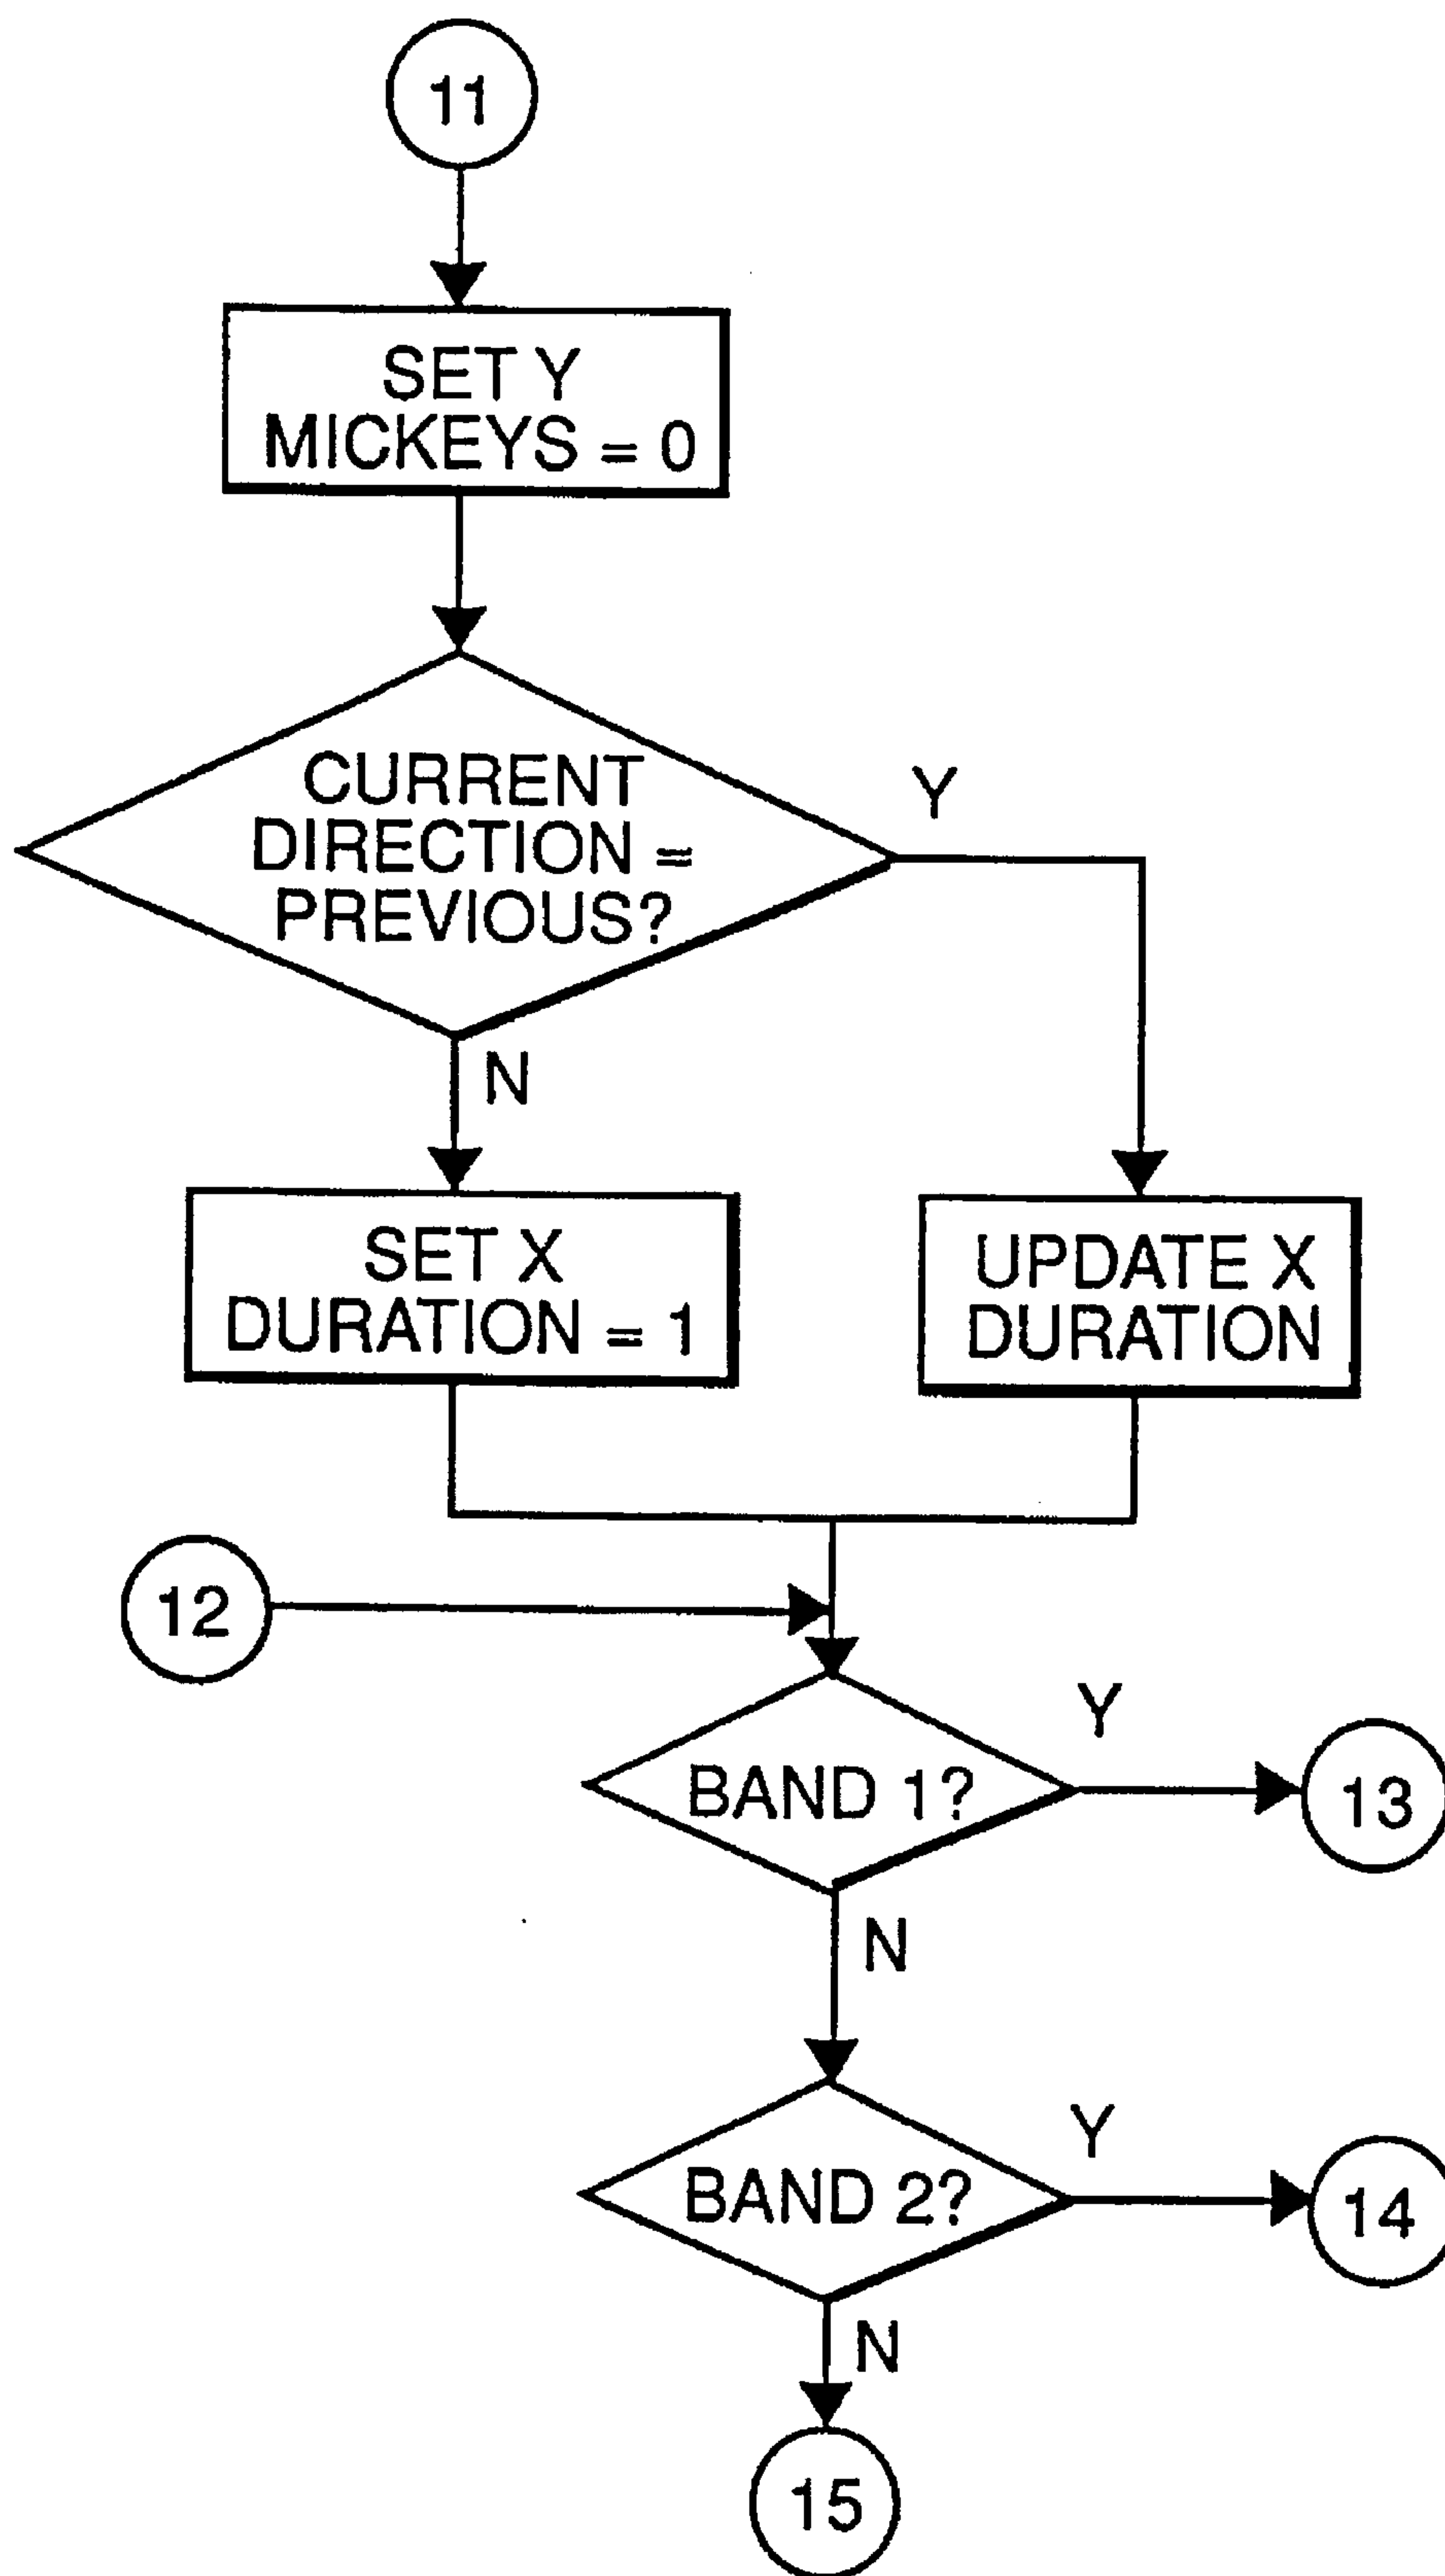 11
SET Y
MICKEYS = 0
CURRENT
DIRECTION =
PREVIOUS?
Y
N
SET X
DURATION = 1
UPDATE X
DURATION
12
BAND 1?
Y
13
N
BAND 2?
Y
14
N
15